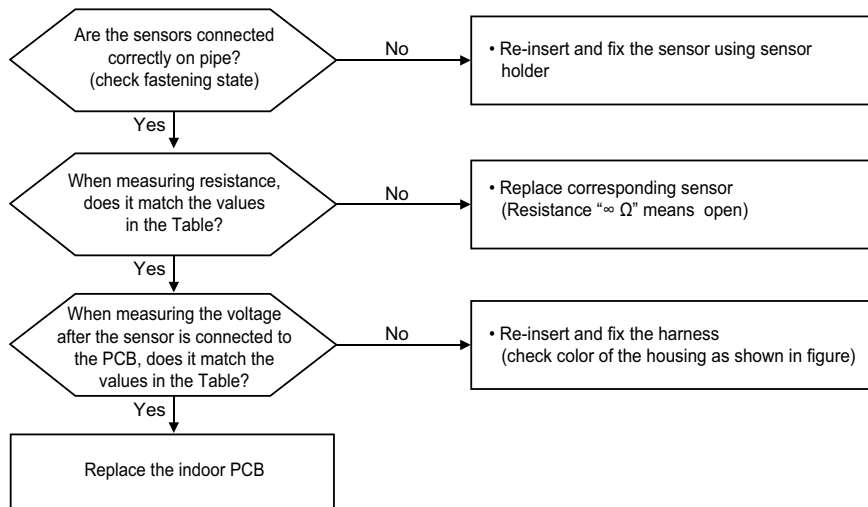 Are the sensors connected
correctly on pipe?
(check fastening state)
No
• Re-insert and fix the sensor using sensor
holder
Yes
When measuring resistance,
does it match the values
in the Table?
No
• Replace corresponding sensor
(Resistance “∞ Ω” means open)
Yes
When measuring the voltage
after the sensor is connected to
the PCB, does it match the
values in the Table?
No
• Re-insert and fix the harness
(check color of the housing as shown in figure)
Yes
Replace the indoor PCB